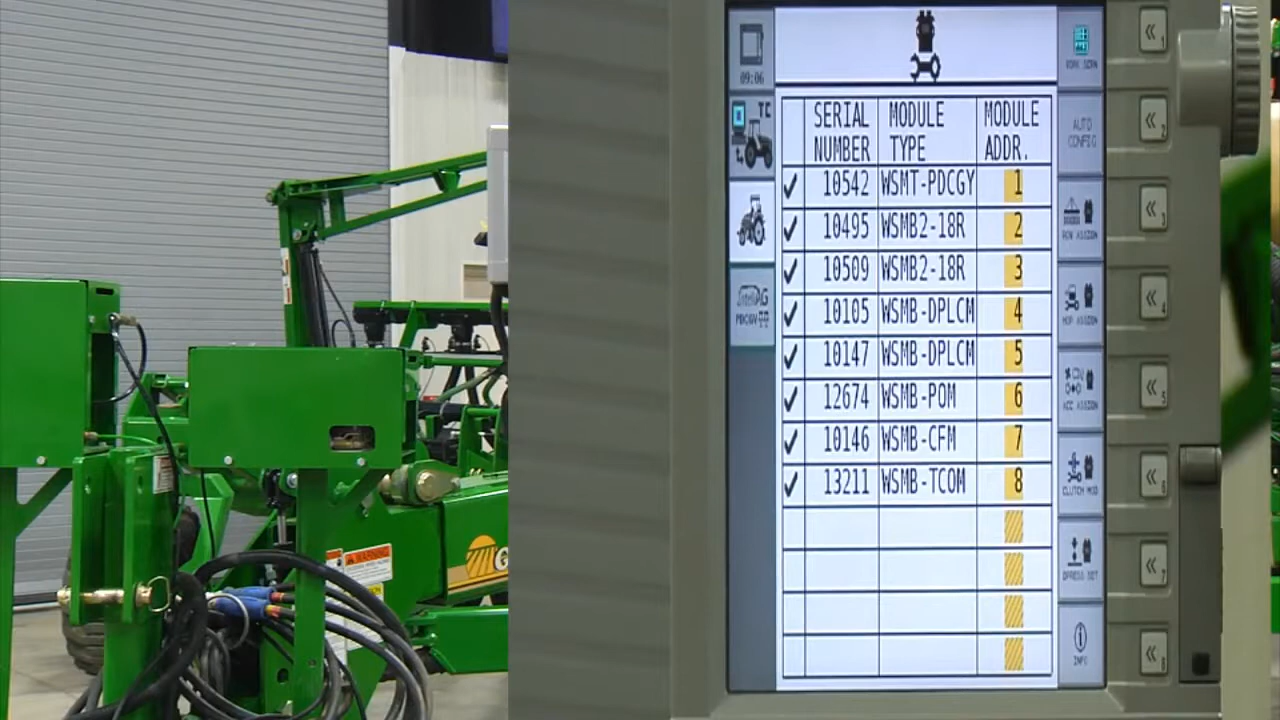 09:06
TC
SERIAL NUMBER MODULE TYPE MODULE ADDR.
10542 WSMT-PDCGY 1
10495 WSMB2-18R 2
10509 WSMB2-18R 3
10105 WSMB-DPLCM 4
10147 WSMB-DPLCM 5
12674 WSMB-POM 6
10146 WSMB-CFM 7
13211 WSMB-TCOM 8
AUTO
CONFIG
ROW ASSIGN
MOP ASSIGN
ACC ASSIGN
CLUTCH MOD
DPRESS SET
INFO
WARNING
G